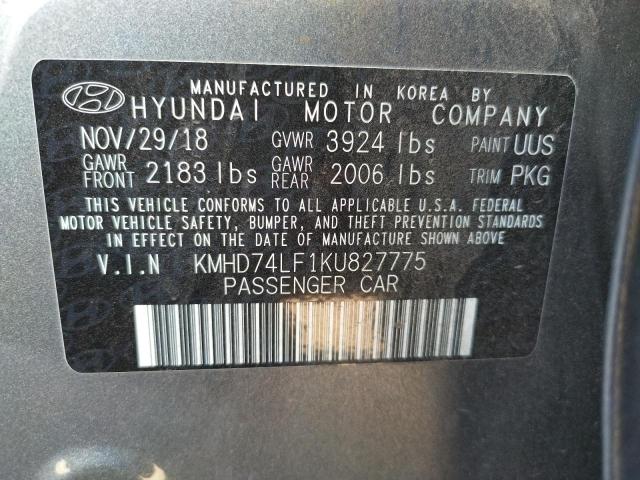 MANUFACTURED IN KOREA BY
HYUNDAI MOTOR COMPANY
NOV/29/18 GVWR 3924 lbs PAINT UUS
GAWR FRONT 2183 lbs GAWR REAR 2006 lbs TRIM PKG
THIS VEHICLE CONFORMS TO ALL APPLICABLE U.S.A. FEDERAL
MOTOR VEHICLE SAFETY, BUMPER, AND THEFT PREVENTION STANDARDS
IN EFFECT ON THE DATE OF MANUFACTURE SHOWN ABOVE
V.I.N KMHD74LF1KU827775
PASSENGER CAR